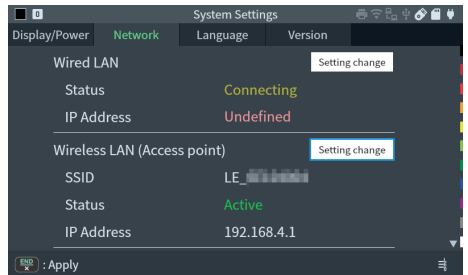 0 System Settings
Display/Power Network Language Version
Wired LAN Setting change
Status Connecting
IP Address Undefined
Wireless LAN (Access point) Setting change
SSID LE_
Status Active
IP Address 192.168.4.1
END × : Apply